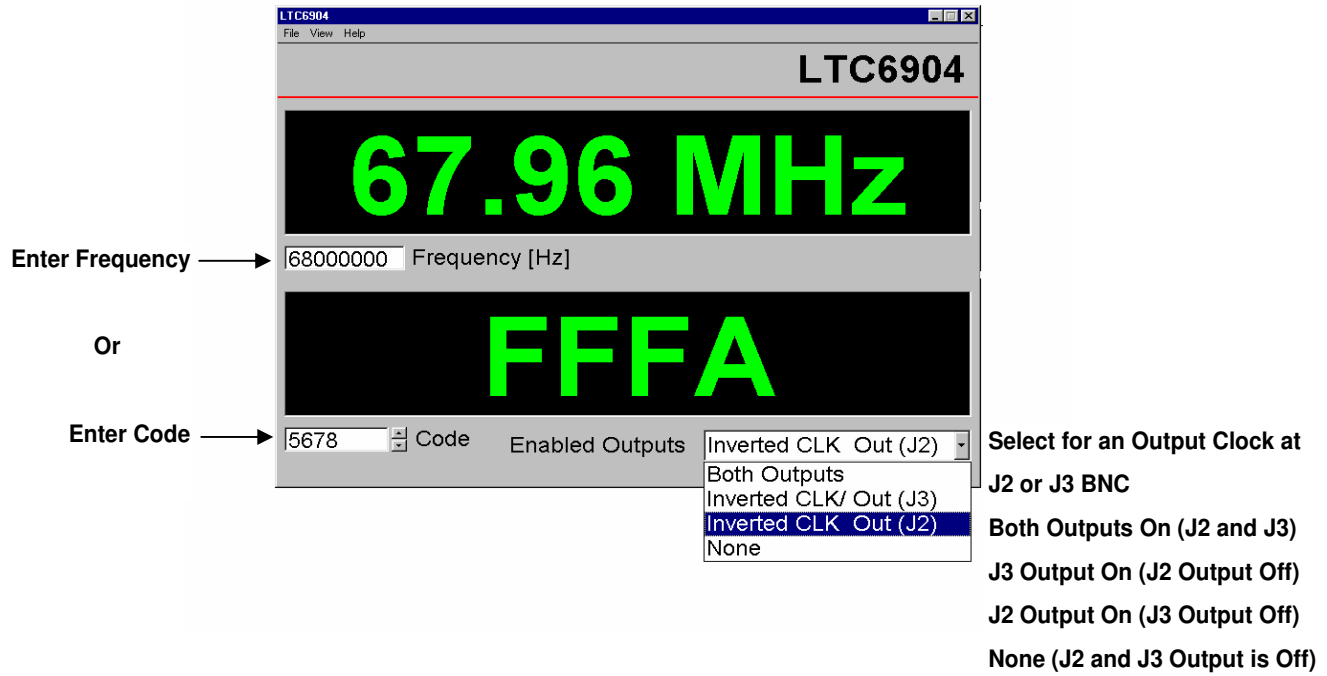 LTC6904
File View Help
LTC6904
67.96 MHz
Enter Frequency
68000000 Frequency [Hz]
Or
FFFA
Enter Code
5678 Code Enabled Outputs Inverted CLK Out (J2)
Both Outputs
Inverted CLK/ Out (J3)
Inverted CLK Out (J2)
None
Select for an Output Clock at
J2 or J3 BNC
Both Outputs On (J2 and J3)
J3 Output On (J2 Output Off)
J2 Output On (J3 Output Off)
None (J2 and J3 Output is Off)